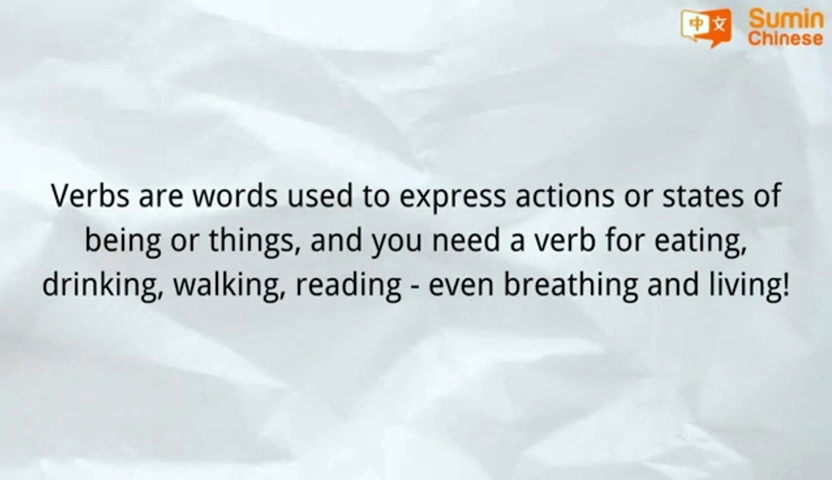 中 文
Sumin
Chinese
Verbs are words used to express actions or states of
being or things, and you need a verb for eating,
drinking, walking, reading - even breathing and living!